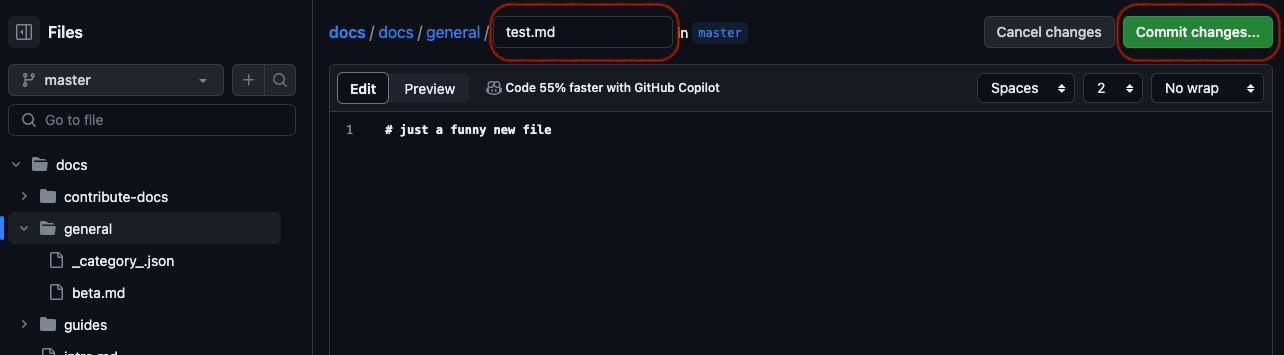 Files
master
Go to file
docs
contribute-docs
general
_category_.json
beta.md
guides
intro.md
docs / docs / general / test.md in master
Cancel changes
Commit changes...
Edit
Preview
Code 55% faster with GitHub Copilot
Spaces
2
No wrap
1 # just a funny new file